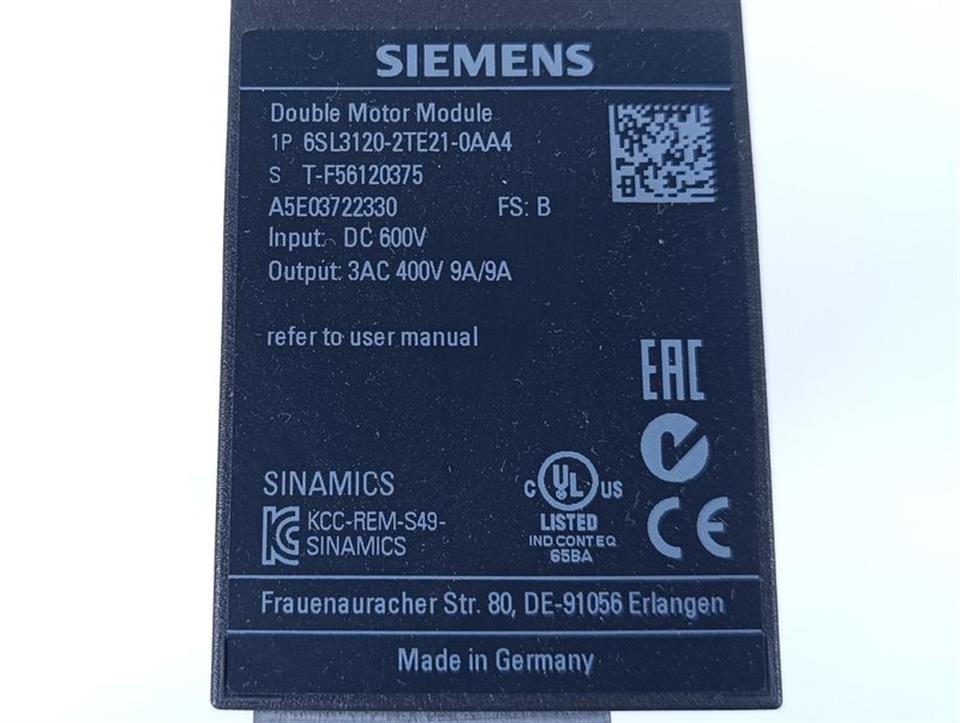 SIEMENS
Double Motor Module
1P 6SL3120-2TE21-0AA4
S T-F56120375
A5E03722330 FS: B
Input: DC 600V
Output: 3AC 400V 9A/9A
refer to user manual
EAC
SINAMICS
KCC-REM-S49-
SINAMICS
C UL US
LISTED
IND CONT EQ
65BA
CE
Frauenauracher Str. 80, DE-91056 Erlangen
Made in Germany